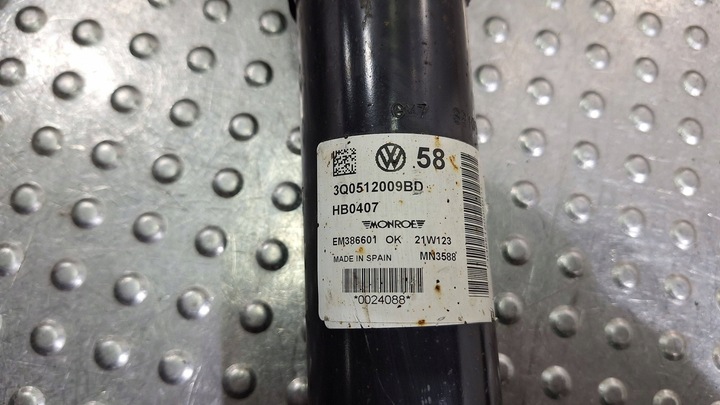 58
3Q0512009BD
HB0407
MONROE
EM386601 OK 21W123
MADE IN SPAIN MN3588
*0024088*